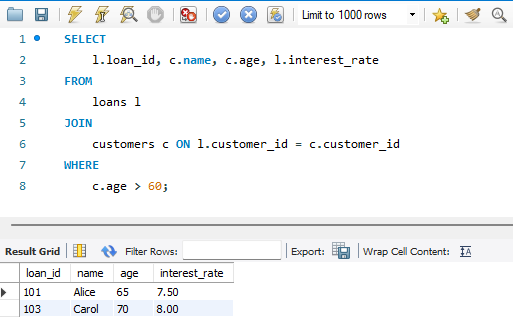 Limit to 1000 rows
1 SELECT
2 l.loan_id, c.name, c.age, l.interest_rate
3 FROM
4 loans l
5 JOIN
6 customers c ON l.customer_id = c.customer_id
7 WHERE
8 c.age > 60;
Result Grid Filter Rows: Export: Wrap Cell Content: IA
loan_id name age interest_rate
101 Alice 65 7.50
103 Carol 70 8.00